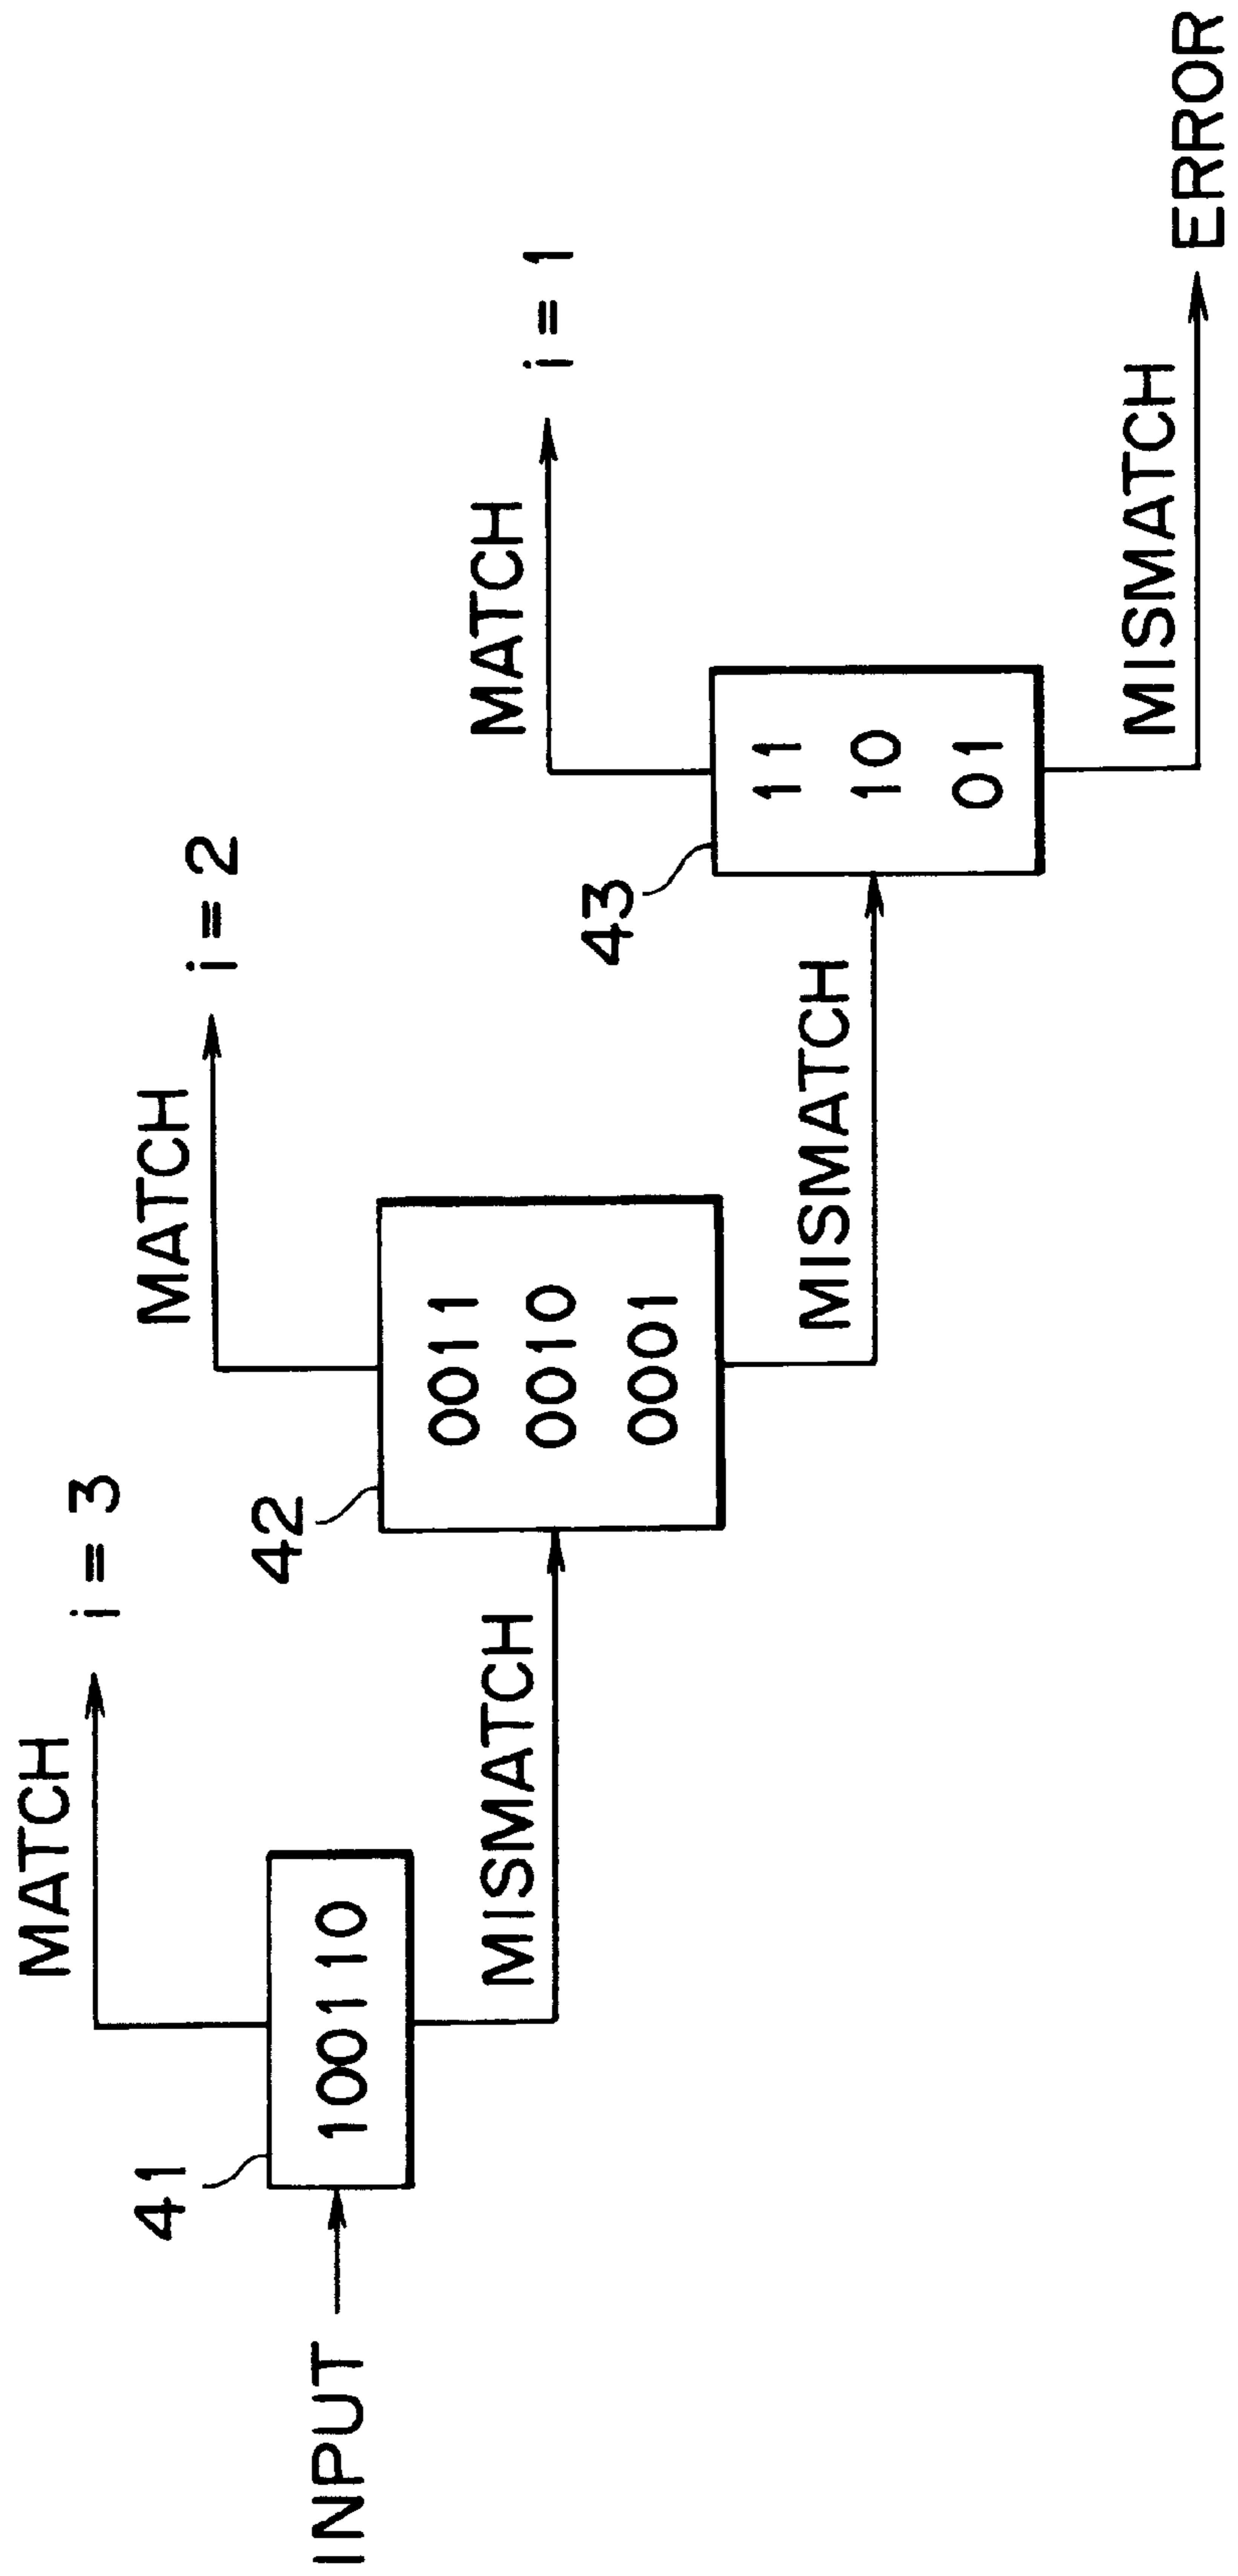 INPUT
41
100110
MATCH
i = 3
MISMATCH
42
0011
0010
0001
MATCH
i = 2
MISMATCH
43
11
10
01
MATCH
i = 1
MISMATCH
ERROR